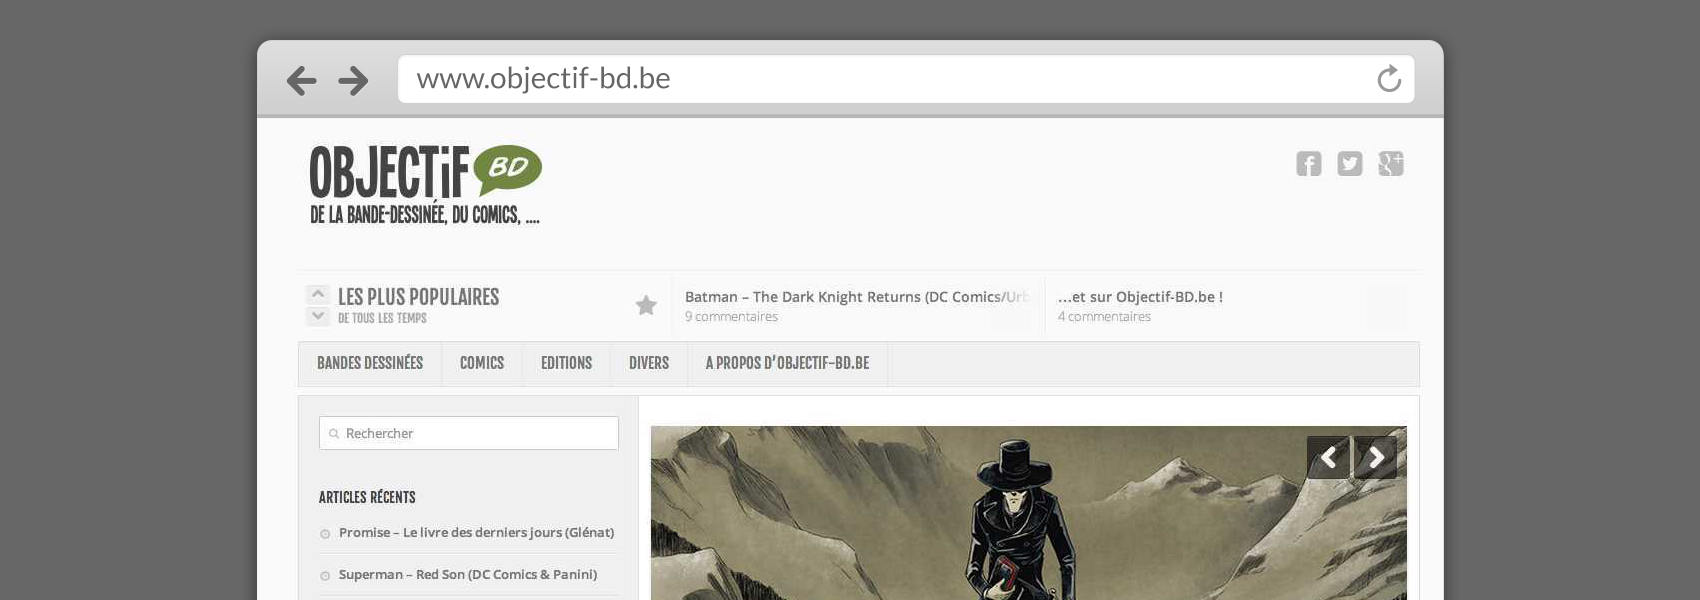 www.objectif-bd.be
OBJECTiF BD
DE LA BANDE-DESSINÉE, DU COMICS, ....
LES PLUS POPULAIRES
DE TOUS LES TEMPS
Batman – The Dark Knight Returns (DC Comics/Urb
9 commentaires
...et sur Objectif-BD.be !
4 commentaires
BANDES DESSINÉES COMICS EDITIONS DIVERS A PROPOS D'OBJECTIF-BD.BE
Rechercher
ARTICLES RÉCENTS
Promise – Le livre des derniers jours (Glénat)
Superman – Red Son (DC Comics & Panini)